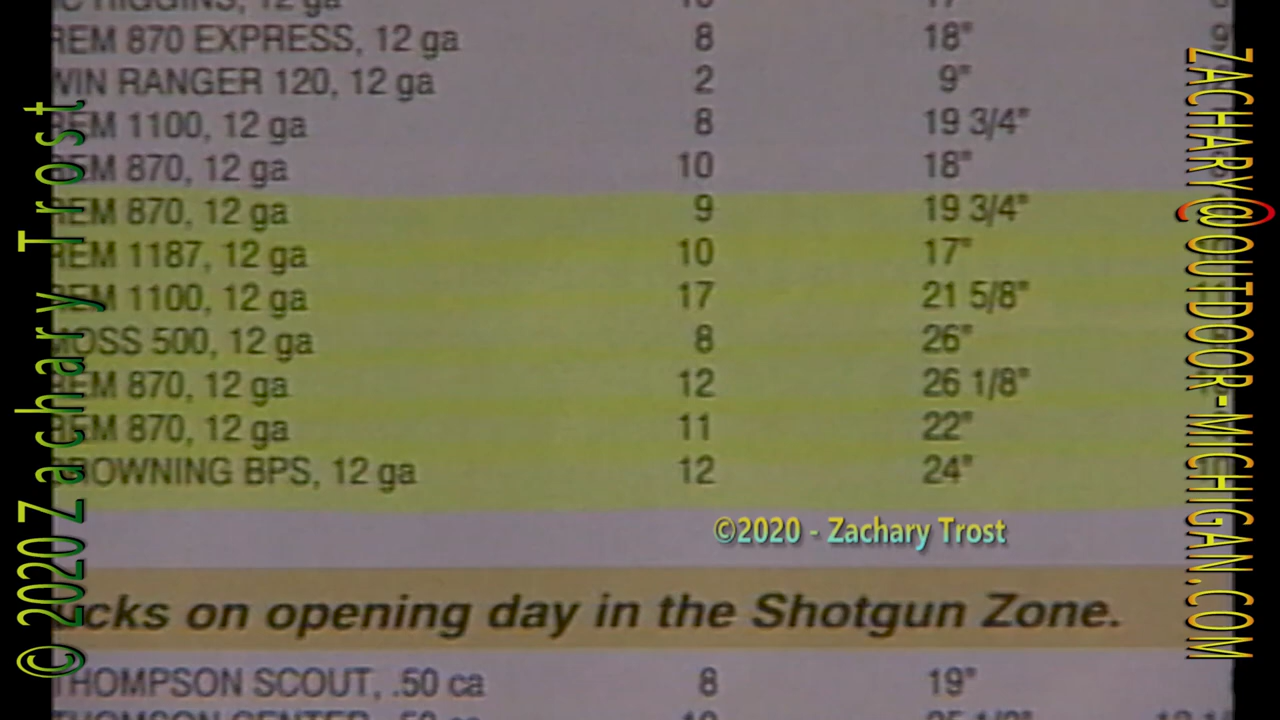 HIGGINS, 12 ga
REM 870 EXPRESS, 12 ga 8 18"
WIN RANGER 120, 12 ga 2 9"
REM 1100, 12 ga 8 19 3/4"
REM 870, 12 ga 10 18"
REM 870, 12 ga 9 19 3/4"
REM 1187, 12 ga 10 17"
REM 1100, 12 ga 17 21 5/8"
MOSS 500, 12 ga 8 26"
REM 870, 12 ga 12 26 1/8"
REM 870, 12 ga 11 22"
BROWNING BPS, 12 ga 12 24"
©2020 - Zachary Trost
cks on opening day in the Shotgun Zone.
THOMPSON SCOUT, .50 ca 8 19"
© 2020 Zachary Trost
ZACHARY@OUTDOOR-MICHIGAN.COM